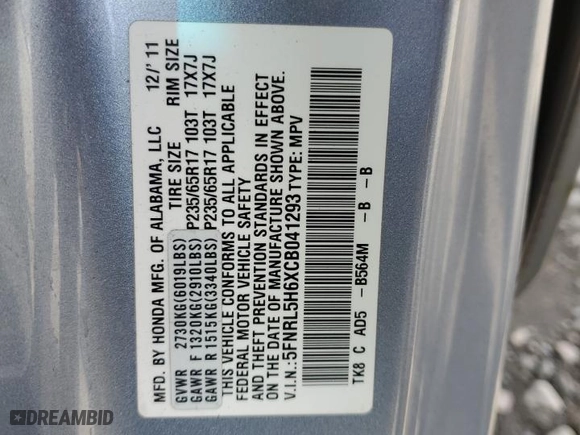 MFD. BY HONDA MFG. OF ALABAMA, LLC 12/'11
TIRE SIZE RIM SIZE
GVWR 2730KG(6019LBS)
GAWR F 1320KG(2910LBS) P235/65R17 103T 17X7J
GAWR R 1515KG(3340LBS) P235/65R17 103T 17X7J
THIS VEHICLE CONFORMS TO ALL APPLICABLE
FEDERAL MOTOR VEHICLE SAFETY
AND THEFT PREVENTION STANDARDS IN EFFECT
ON THE DATE OF MANUFACTURE SHOWN ABOVE.
V.I.N.:5FNRL5H6XCB041293 TYPE: MPV
TK8 C AD5 -B564M -B -B
DREAMBID